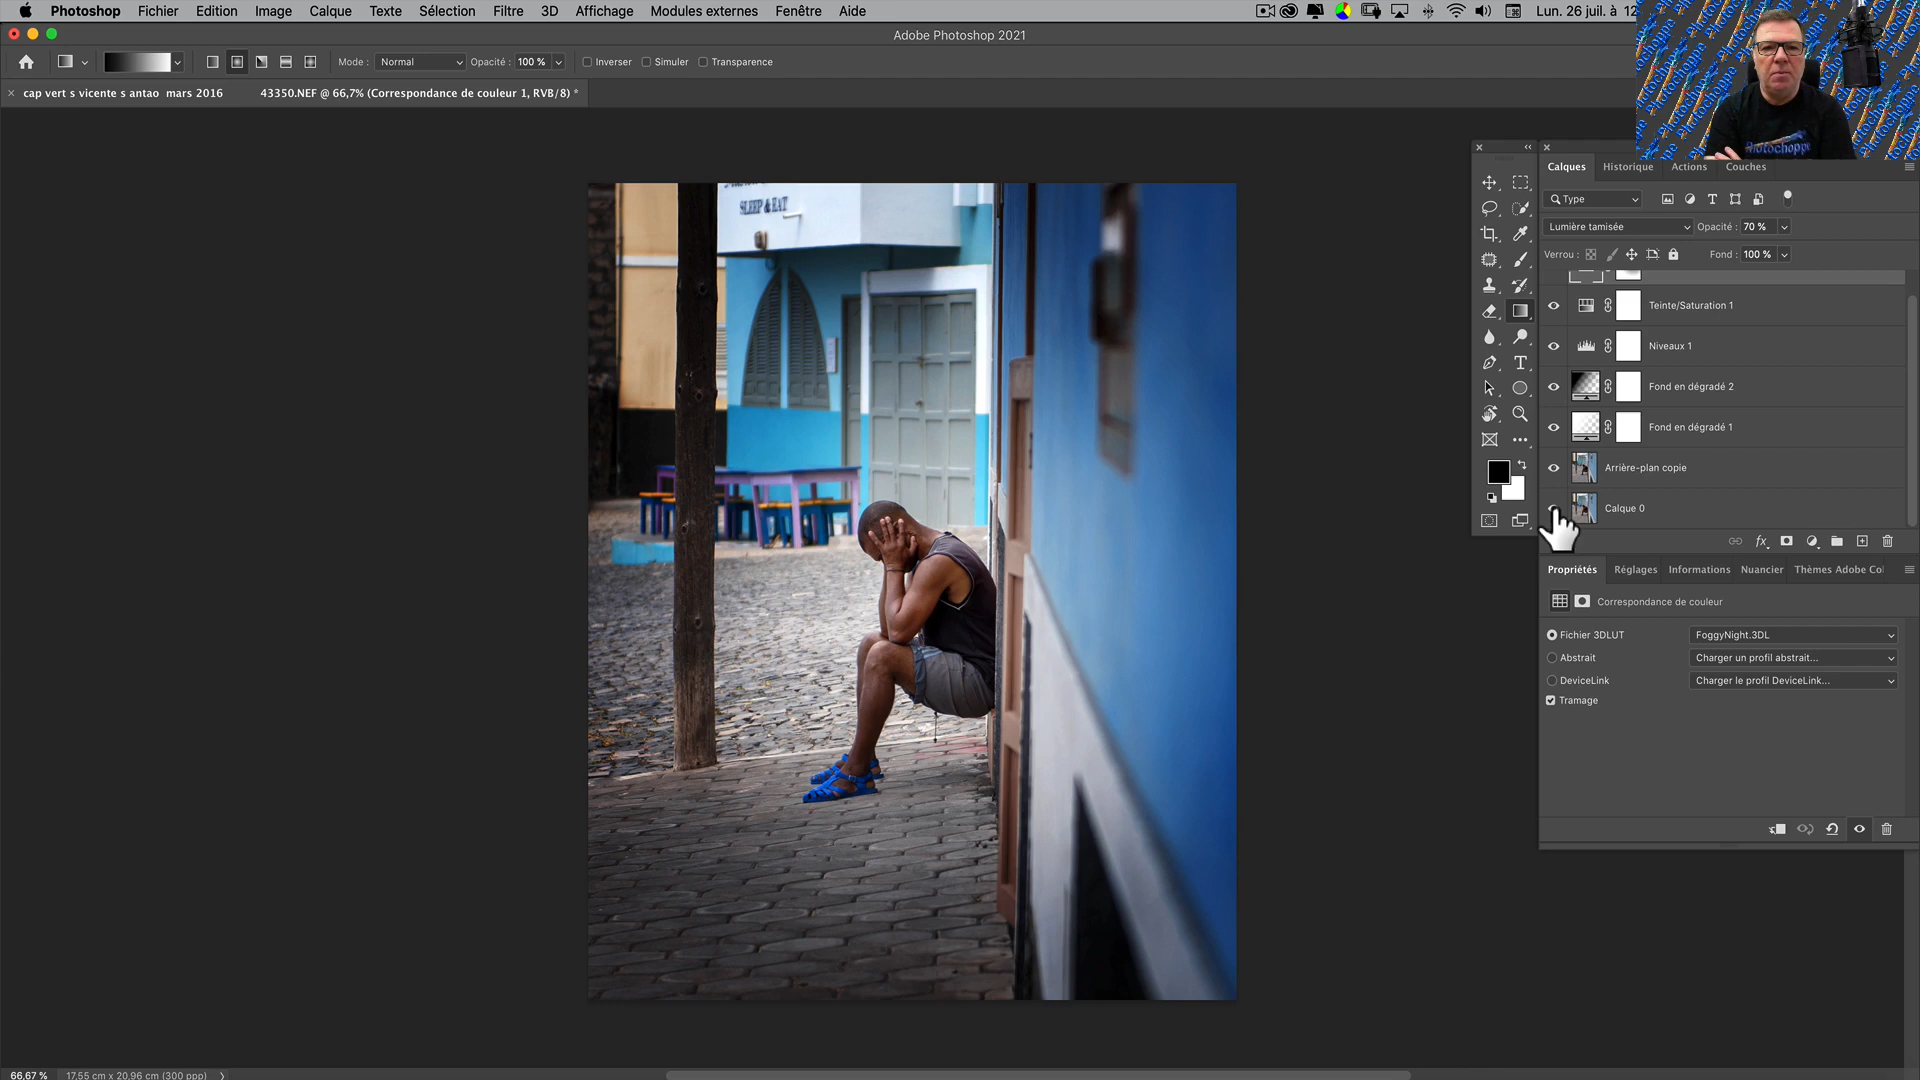 Photoshop Fichier Edition Image Calque Texte Sélection Filtre 3D Affichage Modules externes Fenêtre Aide
Lun. 26 juil. à 12
Adobe Photoshop 2021
Mode : Normal Opacité : 100 % Inverser Simuler Transparence
cap vert s vicente s antao mars 2016 43350.NEF @ 66,7% (Correspondance de couleur 1, RVB/8) *
Photochoppe
Calques Historique Actions Couches
Type
Lumière tamisée Opacité : 70 %
Verrou : Fond : 100 %
Teinte/Saturation 1
Niveaux 1
Fond en dégradé 2
Fond en dégradé 1
Arrière-plan copie
Calque 0
fx
Propriétés Réglages Informations Nuancier Thèmes Adobe Col
Correspondance de couleur
Fichier 3DLUT FoggyNight.3DL
Abstrait Charger un profil abstrait...
DeviceLink Charger le profil DeviceLink...
Tramage
SLEEP & EAT
66,67 % 17,55 cm x 20,96 cm (300 ppp)